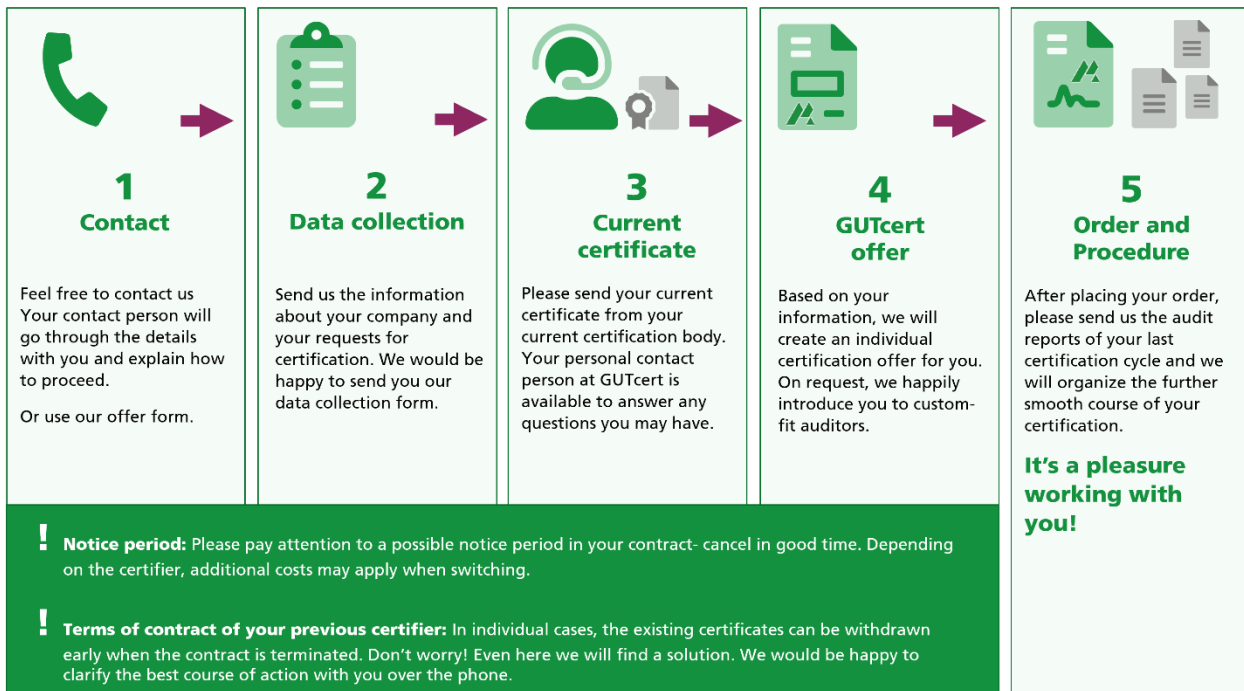 1
Contact
Feel free to contact us
Your contact person will
go through the details
with you and explain how
to proceed.
Or use our offer form.
2
Data collection
Send us the information
about your company and
your requests for
certification. We would be
happy to send you our
data collection form.
3
Current
certificate
Please send your current
certificate from your
current certification body.
Your personal contact
person at GUTcert is
available to answer any
questions you may have.
4
GUTcert
offer
Based on your
information, we will
create an individual
certification offer for you.
On request, we happily
introduce you to custom-
fit auditors.
5
Order and
Procedure
After placing your order,
please send us the audit
reports of your last
certification cycle and we
will organize the further
smooth course of your
certification.
It's a pleasure
working with
you!
! Notice period: Please pay attention to a possible notice period in your contract- cancel in good time. Depending
on the certifier, additional costs may apply when switching.
! Terms of contract of your previous certifier: In individual cases, the existing certificates can be withdrawn
early when the contract is terminated. Don't worry! Even here we will find a solution. We would be happy to
clarify the best course of action with you over the phone.